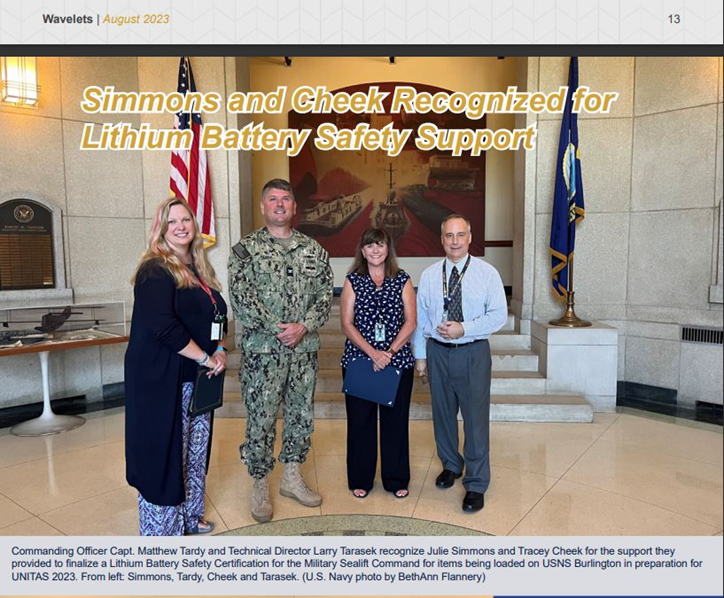 Wavelets | August 2023
13
Simmons and Cheek Recognized for
Lithium Battery Safety Support
Commanding Officer Capt. Matthew Tardy and Technical Director Larry Tarasek recognize Julie Simmons and Tracey Cheek for the support they
provided to finalize a Lithium Battery Safety Certification for the Military Sealift Command for items being loaded on USNS Burlington in preparation for
UNITAS 2023. From left: Simmons, Tardy, Cheek and Tarasek. (U.S. Navy photo by BethAnn Flannery)